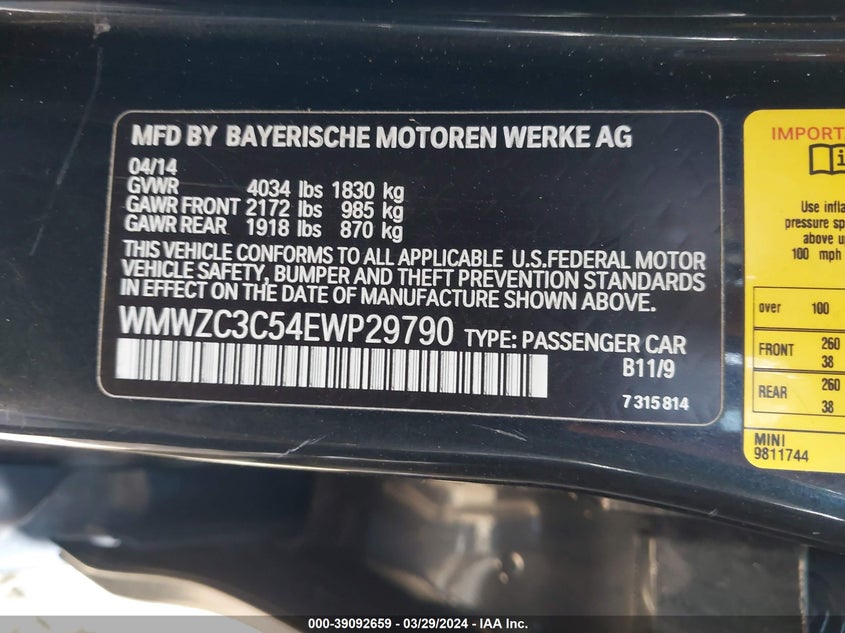 MFD BY BAYERISCHE MOTOREN WERKE AG
04/14
GVWR 4034 lbs 1830 kg
GAWR FRONT 2172 lbs 985 kg
GAWR REAR 1918 lbs 870 kg
THIS VEHICLE CONFORMS TO ALL APPLICABLE U.S.FEDERAL MOTOR
VEHICLE SAFETY, BUMPER AND THEFT PREVENTION STANDARDS
IN EFFECT ON THE DATE OF MANUFACTURE SHOWN ABOVE.
WMWZC3C54EWP29790 TYPE: PASSENGER CAR
B11/9
7315814
IMPORT
Use infla
pressure sp
above u
100 mph
over 100
FRONT 260
38
REAR 260
38
MINI
9811744
000-39092659 - 03/29/2024 - IAA Inc.